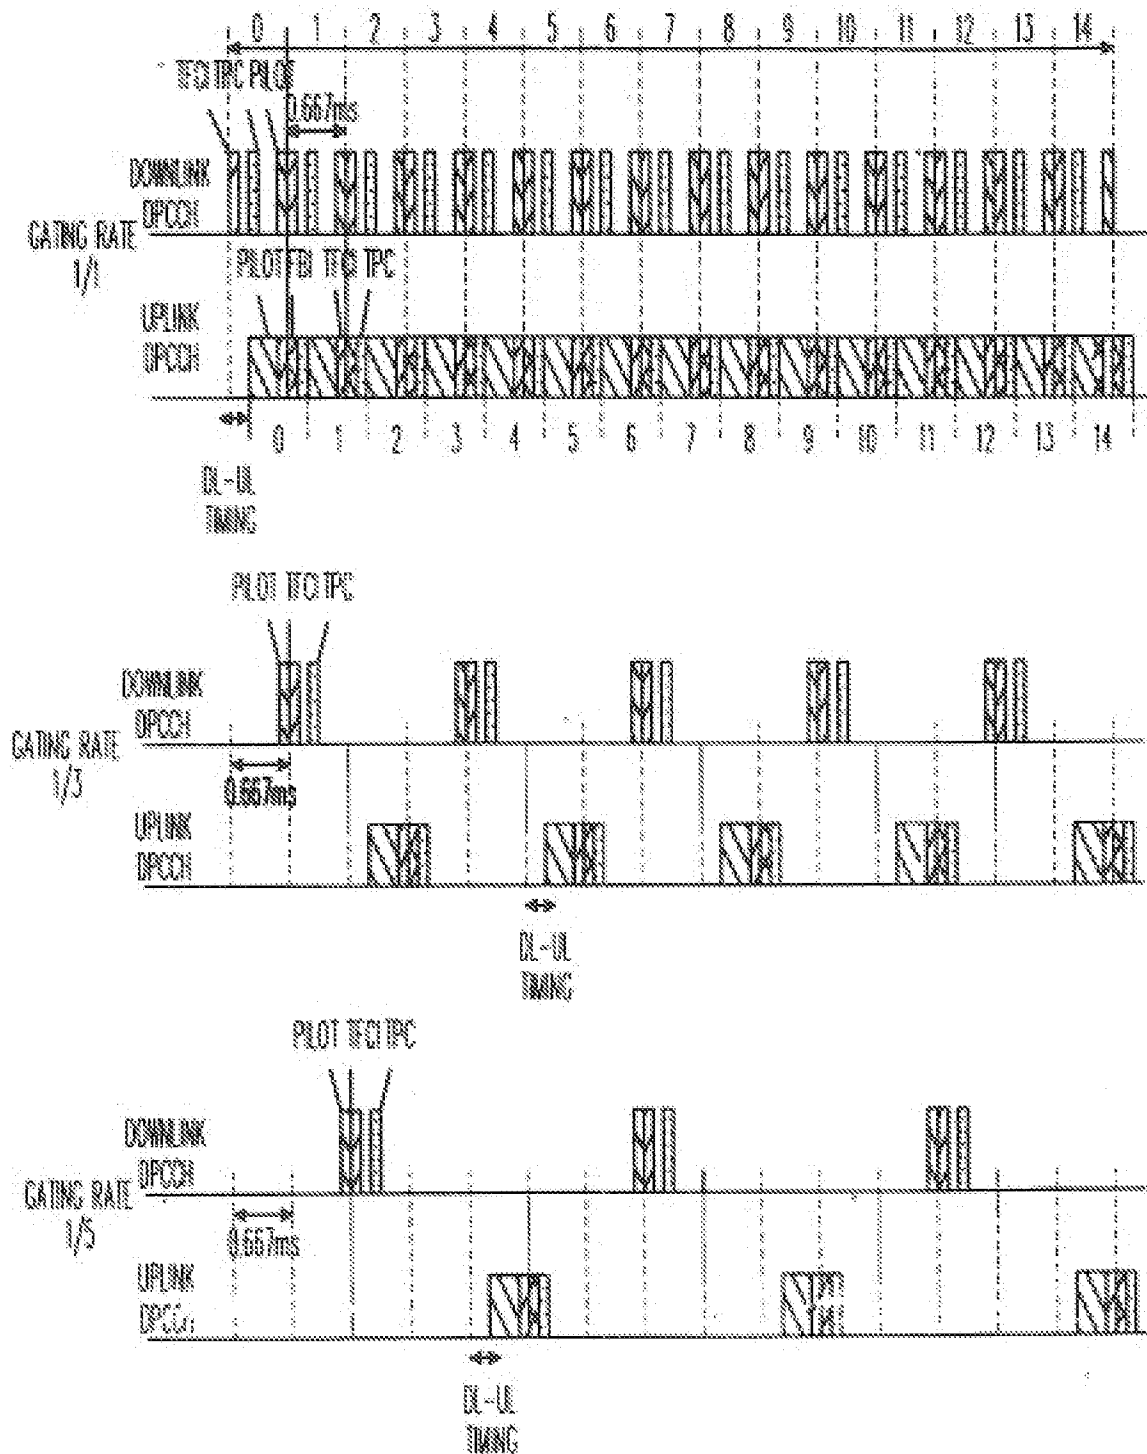 0 1 2 3 4 5 6 7 8 9 10 11 12 13 14
TFCI TPC PILOT
0.667ms
DOWNLINK
DPCCH
GATING RATE
1/1
PILOT FBI TFCI TPC
UPLINK
DPCCH
0 1 2 3 4 5 6 7 8 9 10 11 12 13 14
DL-UL
TIMING
PILOT TFCI TPC
DOWNLINK
DPCCH
GATING RATE
1/3
0.667ms
UPLINK
DPCCH
DL-UL
TIMING
PILOT TFCI TPC
DOWNLINK
DPCCH
GATING RATE
1/5
0.667ms
UPLINK
DPCCH
DL-UL
TIMING